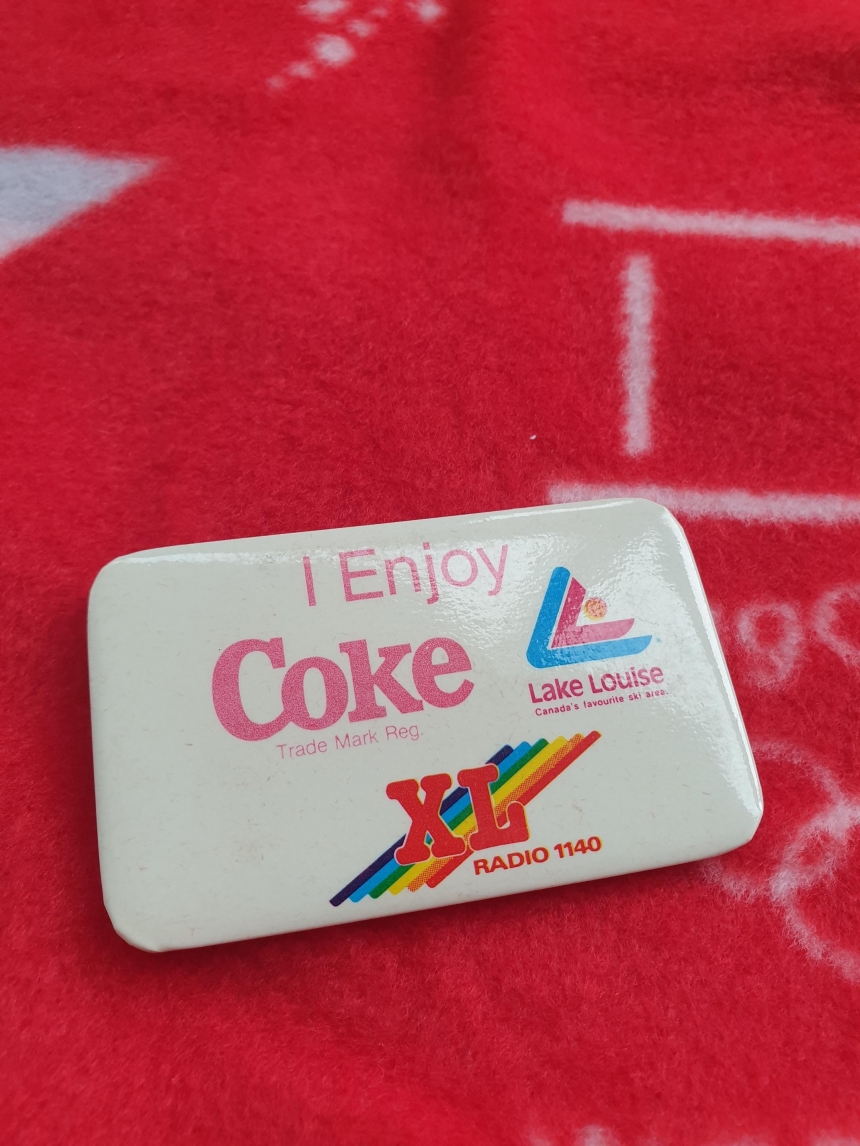 I Enjoy
Coke
Trade Mark Reg.
Lake Louise
Canada's favourite ski area.
XL
RADIO 1140